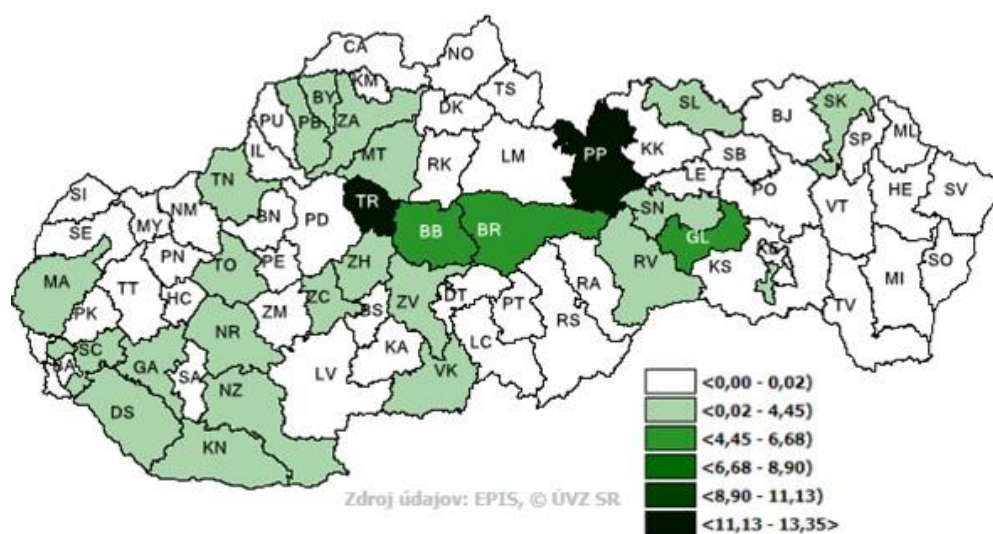 CA
NO
KM
TS
BY
DK
SL
SK
PU
PB
ZA
BJ
ML
IL
MT
RK
LM
PP
KK
SB
SP
TN
LE
HE
SV
SI
NM
BN
PD
TR
SN
PO
SE
MY
BB
BR
GL
VT
PN
TO
PE
ZH
RV
KE
SO
MA
TT
HC
ZC
ZV
DT
RA
KS
MI
PK
ZM
BS
PT
RS
TV
NR
KA
LC
SC
GA
SA
LV
VK
BA
NZ
DS
KN
<0,00 - 0,02)
<0,02 - 4,45)
<4,45 - 6,68)
<6,68 - 8,90)
<8,90 - 11,13)
<11,13 - 13,35>
Zdroj údajov: EPIS, © ÚVZ SR